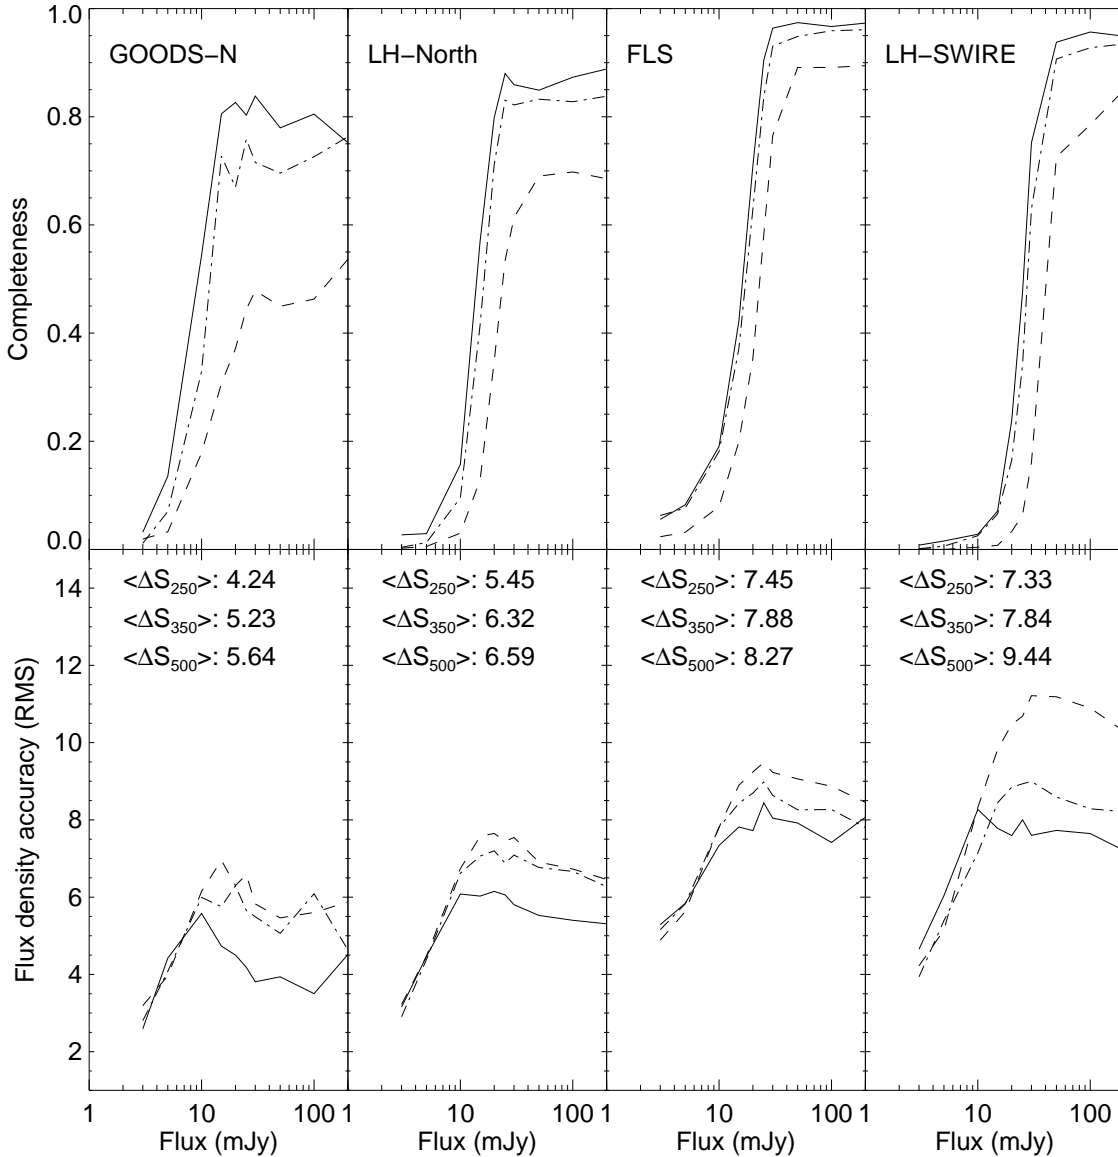 GOODS−N
LH−North
FLS
LH−SWIRE
Completeness
1.0
0.8
0.6
0.4
0.2
0.0
<ΔS250>: 4.24
<ΔS350>: 5.23
<ΔS500>: 5.64
<ΔS250>: 5.45
<ΔS350>: 6.32
<ΔS500>: 6.59
<ΔS250>: 7.45
<ΔS350>: 7.88
<ΔS500>: 8.27
<ΔS250>: 7.33
<ΔS350>: 7.84
<ΔS500>: 9.44
Flux density accuracy (RMS)
14
12
10
8
6
4
2
1 10 100 1 10 100 1 10 100 1 10 100
Flux (mJy) Flux (mJy) Flux (mJy) Flux (mJy)